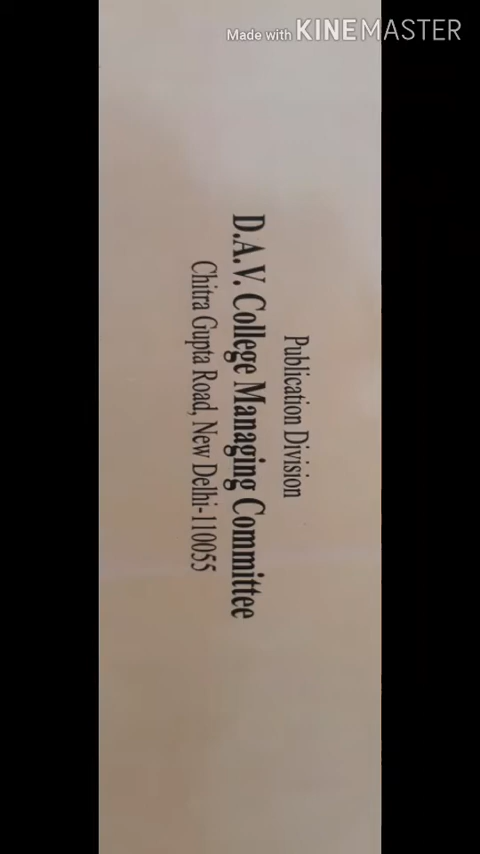 Made with KINEMASTER
Publication Division
D.A.V. College Managing Committee
Chitra Gupta Road, New Delhi-110055